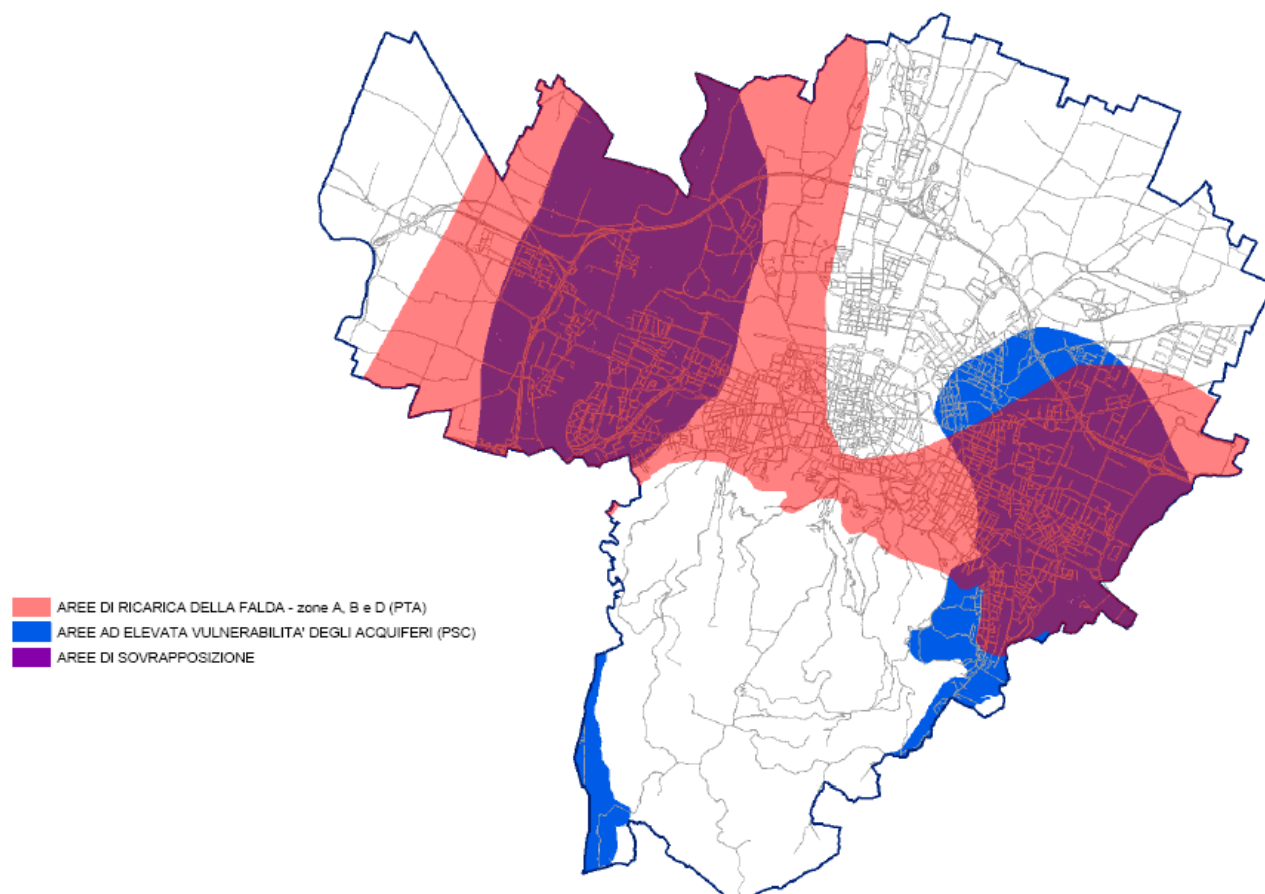 AREE DI RICARICA DELLA FALDA - zone A, B e D (PTA)
AREE AD ELEVATA VULNERABILITA' DEGLI ACQUIFERI (PSC)
AREE DI SOVRAPPOSIZIONE